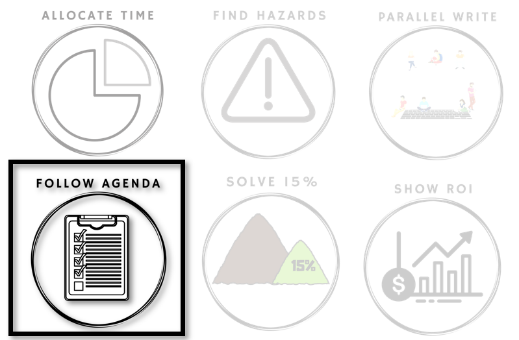 ALLOCATE TIME
FIND HAZARDS
PARALLEL WRITE
FOLLOW AGENDA
SOLVE 15%
SHOW ROI
15%
$